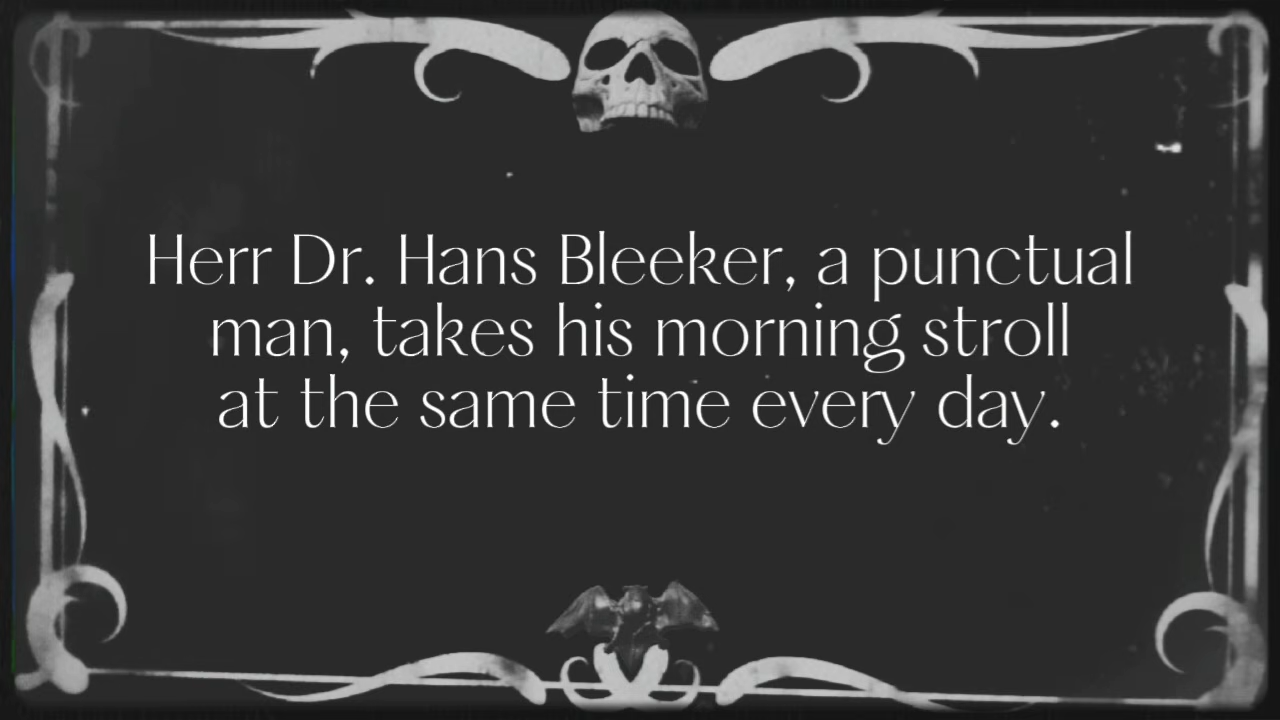 Herr Dr. Hans Bleeker, a punctual
man, takes his morning stroll
at the same time every day.